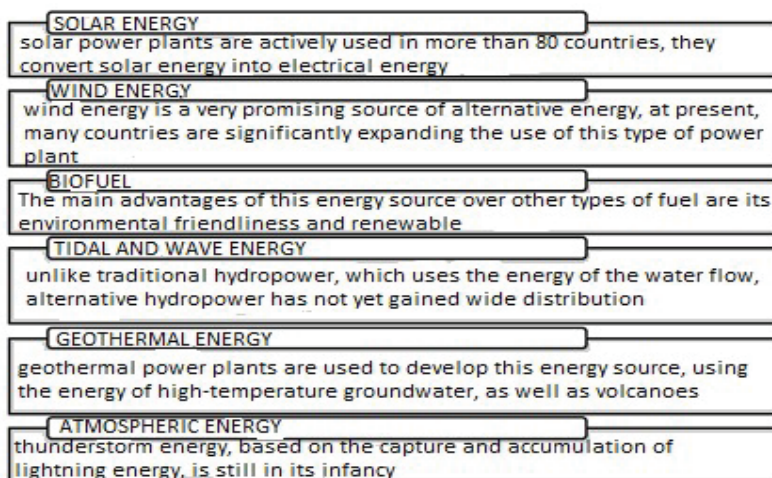 SOLAR ENERGY
solar power plants are actively used in more than 80 countries, they
convert solar energy into electrical energy
WIND ENERGY
wind energy is a very promising source of alternative energy, at present,
many countries are significantly expanding the use of this type of power
plant
BIOFUEL
The main advantages of this energy source over other types of fuel are its
environmental friendliness and renewable
TIDAL AND WAVE ENERGY
unlike traditional hydropower, which uses the energy of the water flow,
alternative hydropower has not yet gained wide distribution
GEOTHERMAL ENERGY
geothermal power plants are used to develop this energy source, using
the energy of high-temperature groundwater, as well as volcanoes
ATMOSPHERIC ENERGY
thunderstorm energy, based on the capture and accumulation of
lightning energy, is still in its infancy